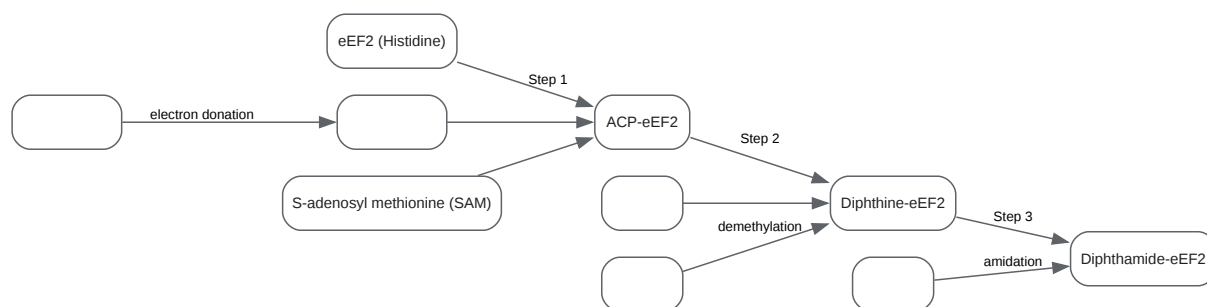 eEF2 (Histidine)
Step 1
electron donation
ACP-eEF2
Step 2
S-adenosyl methionine (SAM)
Diphthine-eEF2
demethylation
Step 3
amidation
Diphthamide-eEF2